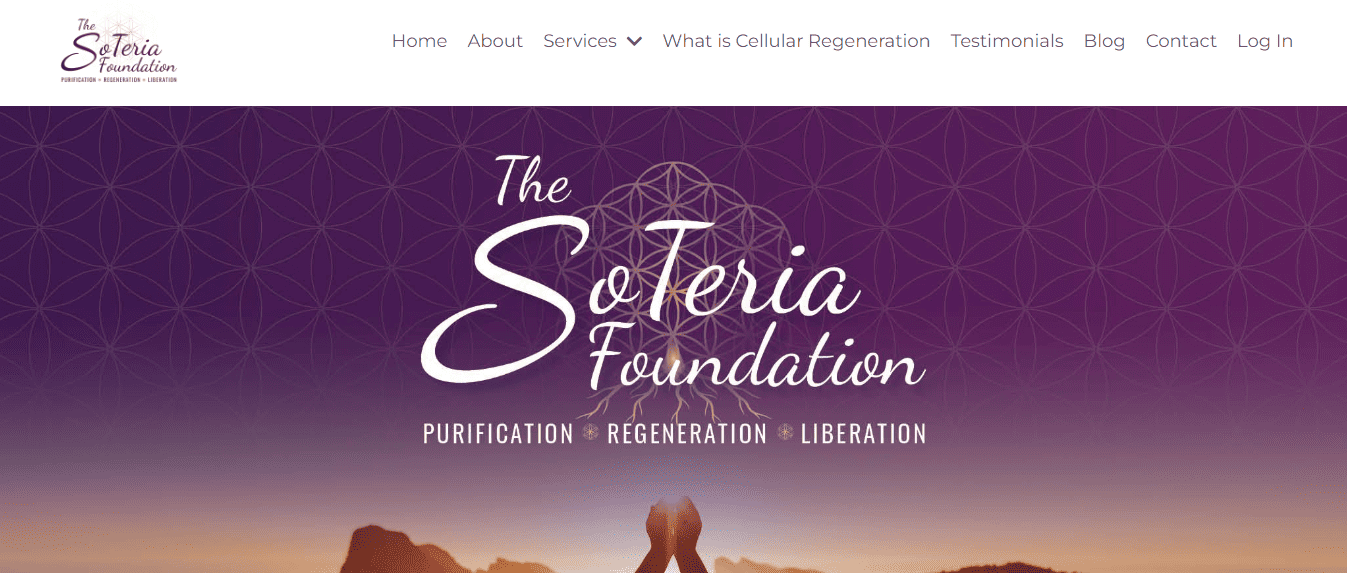 The
SoTeria
Foundation
PURIFICATION REGENERATION LIBERATION
Home About Services What is Cellular Regeneration Testimonials Blog Contact Log In
The
SoTeria
Foundation
PURIFICATION REGENERATION LIBERATION